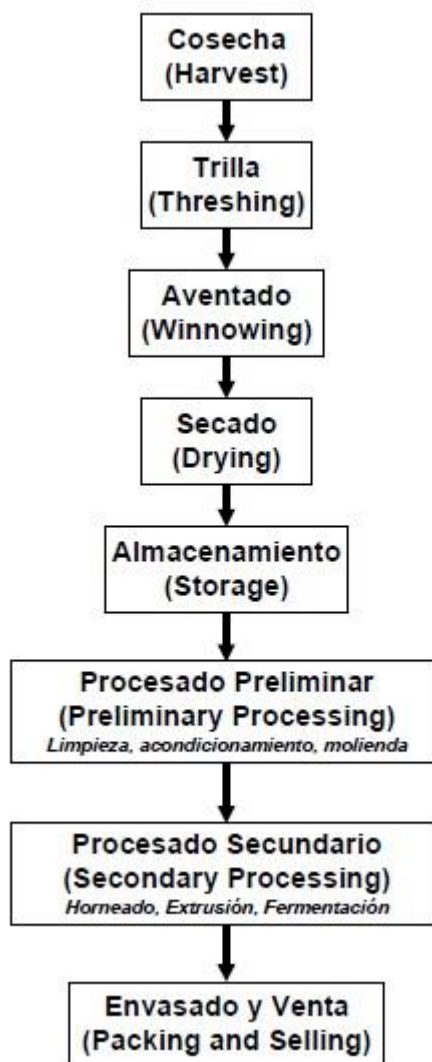 Cosecha
(Harvest)
Trilla
(Threshing)
Aventado
(Winnowing)
Secado
(Drying)
Almacenamiento
(Storage)
Procesado Preliminar
(Preliminary Processing)
Limpieza, acondicionamiento, molienda
Procesado Secundario
(Secondary Processing)
Horneado, Extrusión, Fermentación
Envasado y Venta
(Packing and Selling)